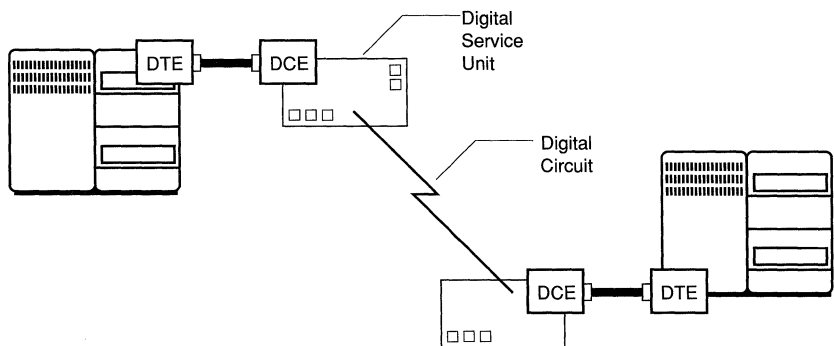 Digital
Service
Unit
DTE
DCE
Digital
Circuit
DCE
DTE